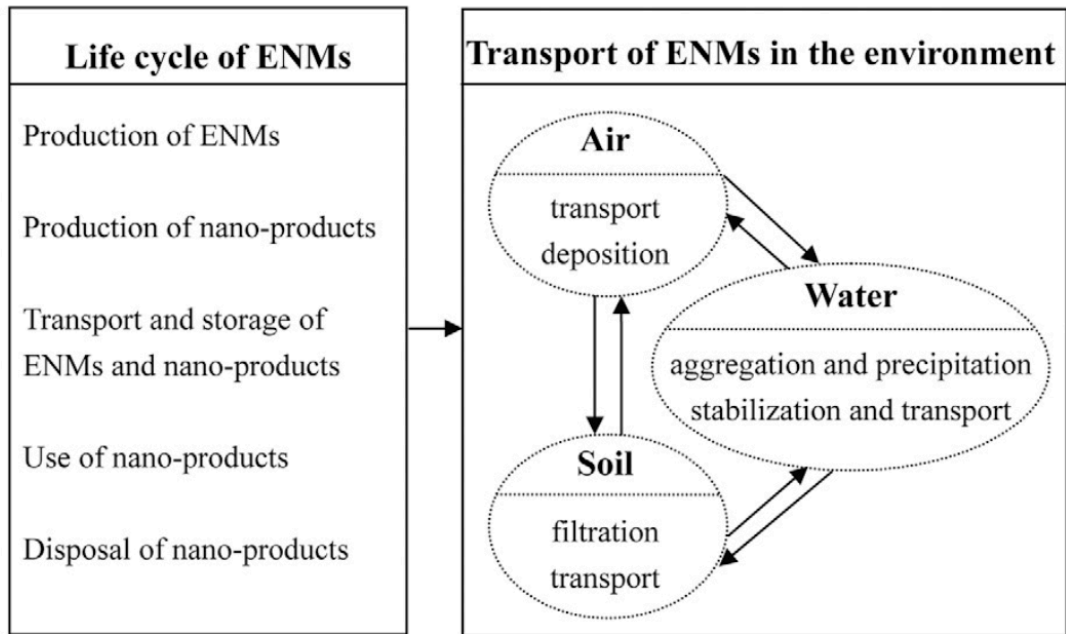 Life cycle of ENMs
Production of ENMs
Production of nano-products
Transport and storage of
ENMs and nano-products
Use of nano-products
Disposal of nano-products
Transport of ENMs in the environment
Air
transport
deposition
Water
aggregation and precipitation
stabilization and transport
Soil
filtration
transport